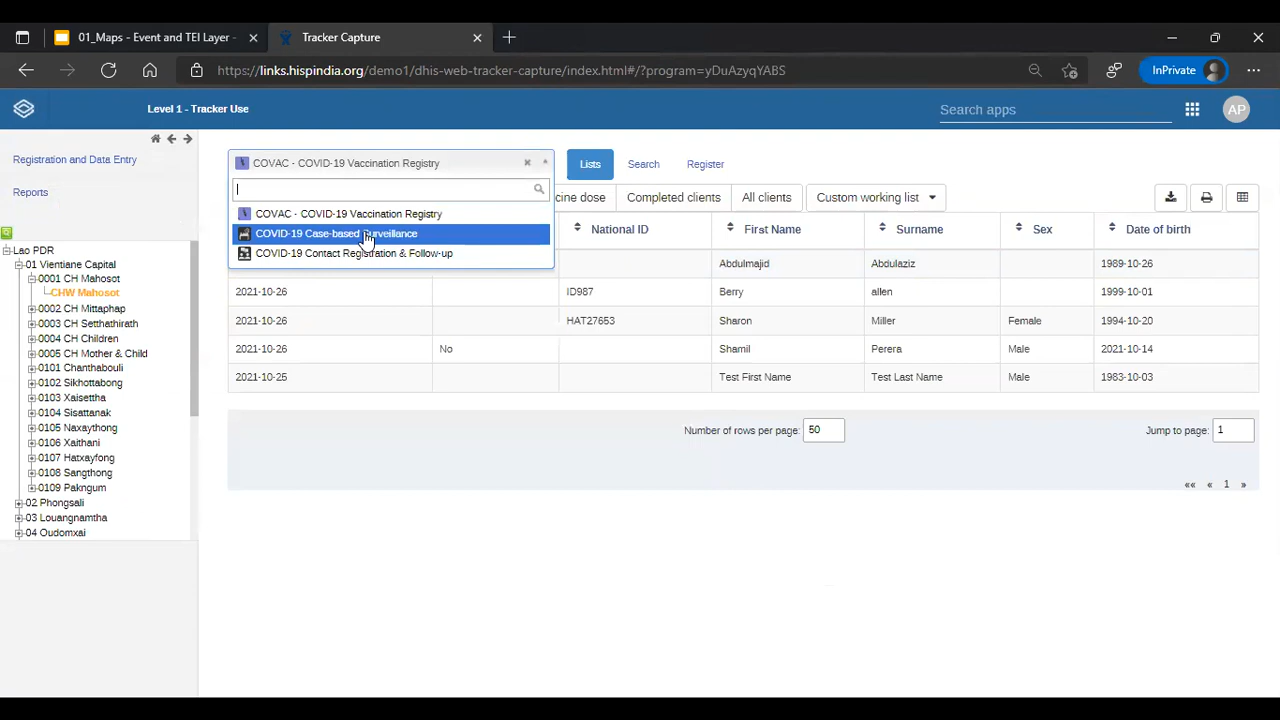 01_Maps - Event and TEI Layer -
Tracker Capture
https://links.hispindia.org/demo1/dhis-web-tracker-capture/index.html#/?program=yDuAzyqYABS
InPrivate
Level 1 - Tracker Use
Search apps
AP
Registration and Data Entry
Reports
Lao PDR
01 Vientiane Capital
0001 CH Mahosot
CHW Mahosot
0002 CH Mittaphap
0003 CH Setthathirath
0004 CH Children
0005 CH Mother & Child
0101 Chanthabouli
0102 Sikhottabong
0103 Xaisettha
0104 Sisattanak
0105 Naxaythong
0106 Xaithani
0107 Hatxayfong
0108 Sangthong
0109 Pakngum
02 Phongsali
03 Louangnamtha
04 Oudomxai
COVAC - COVID-19 Vaccination Registry
Lists Search Register
COVAC - COVID-19 Vaccination Registry
COVID-19 Case-based Surveillance
COVID-19 Contact Registration & Follow-up
cine dose Completed clients All clients Custom working list
National ID First Name Surname Sex Date of birth
Abdulmajid Abdulaziz 1989-10-26
2021-10-26 ID987 Berry allen 1999-10-01
2021-10-26 HAT27653 Sharon Miller Female 1994-10-20
2021-10-26 No Shamil Perera Male 2021-10-14
2021-10-25 Test First Name Test Last Name Male 1983-10-03
Number of rows per page: 50
Jump to page: 1
«« « 1 »